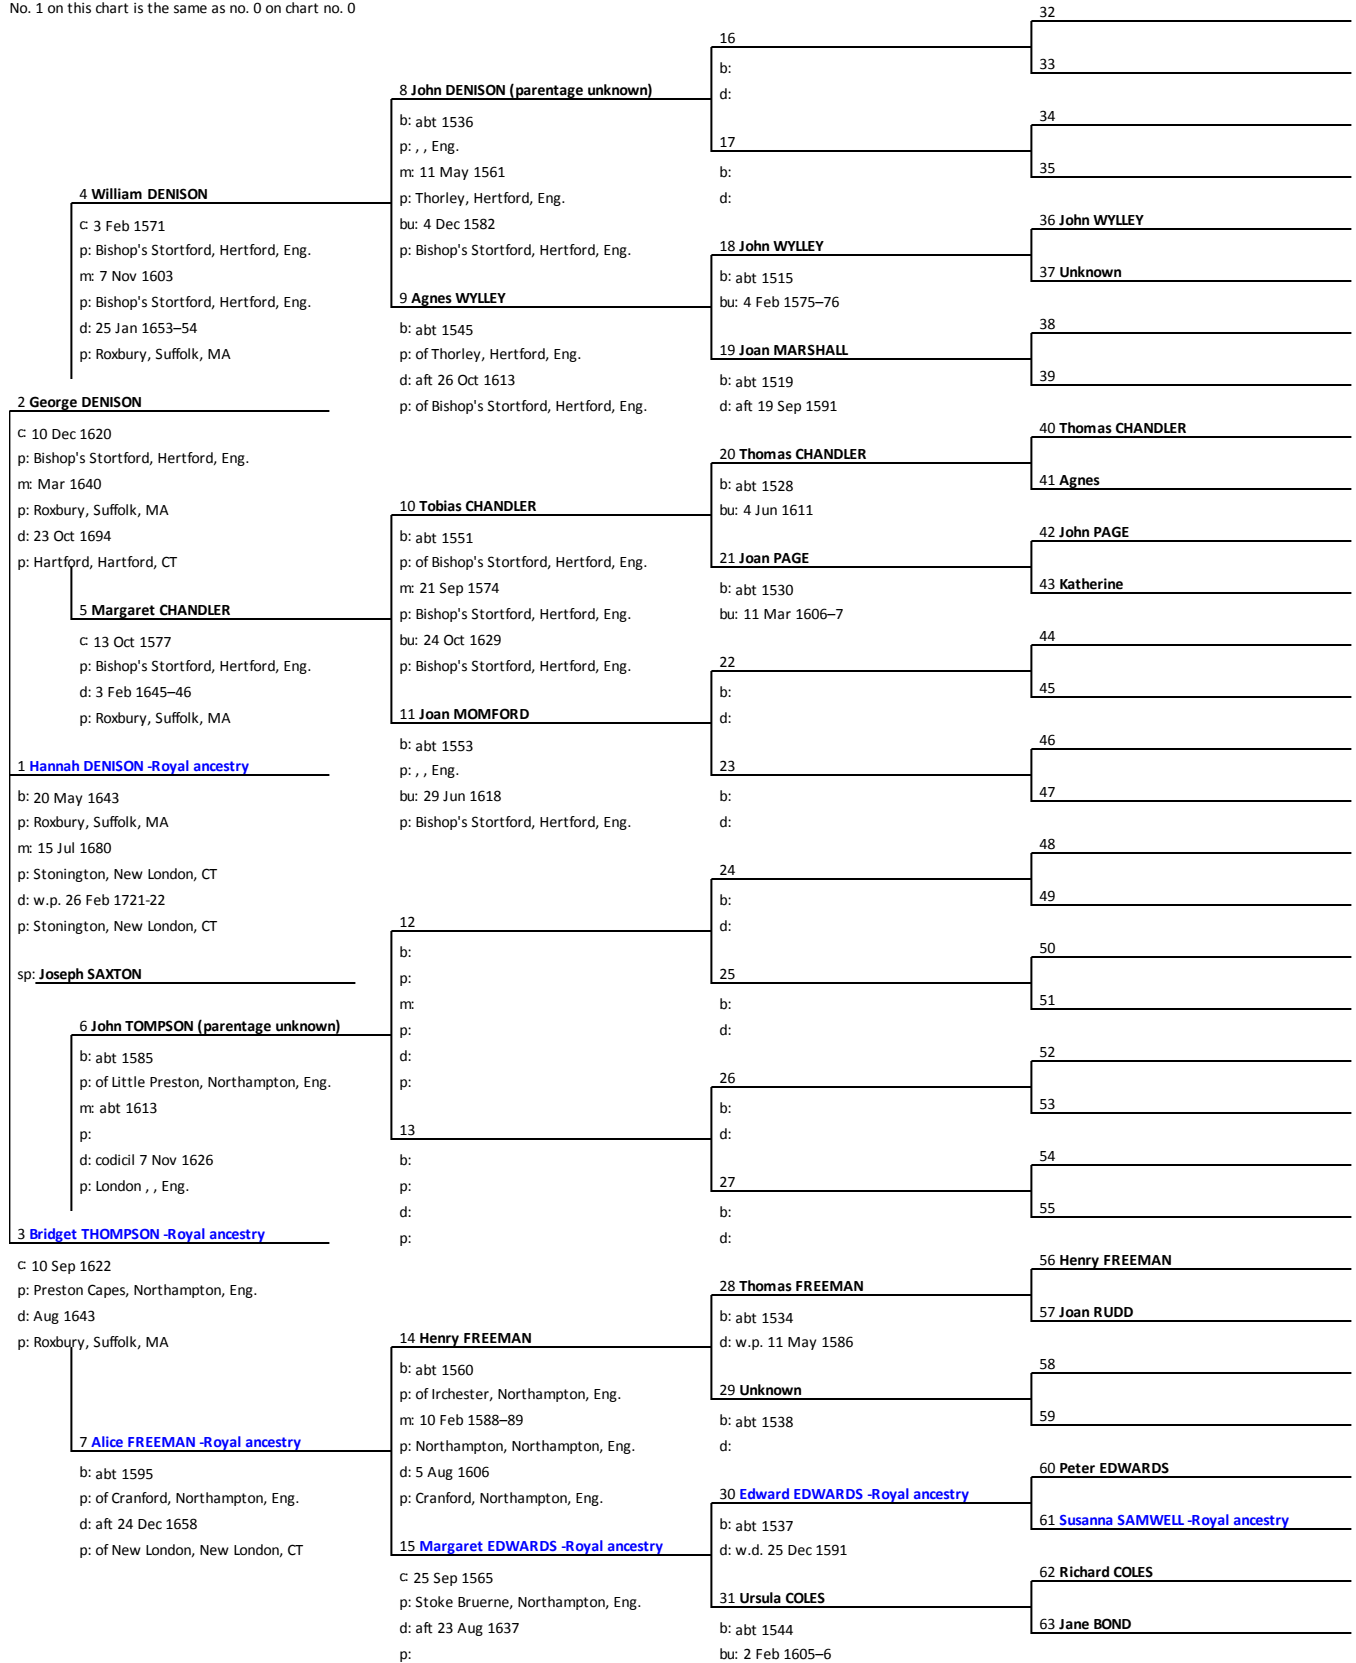 No. 1 on this chart is the same as no. 0 on chart no. 0
2 George DENISON
c: 10 Dec 1620
p: Bishop's Stortford, Hertford, Eng.
m: Mar 1640
p: Roxbury, Suffolk, MA
d: 23 Oct 1694
p: Hartford, Hartford, CT
1 Hannah DENISON -Royal ancestry
b: 20 May 1643
p: Roxbury, Suffolk, MA
m: 15 Jul 1680
p: Stonington, New London, CT
d: w.p. 26 Feb 1721-22
p: Stonington, New London, CT
sp: Joseph SAXTON
3 Bridget THOMPSON -Royal ancestry
c: 10 Sep 1622
p: Preston Capes, Northampton, Eng.
d: Aug 1643
p: Roxbury, Suffolk, MA
4 William DENISON
c: 3 Feb 1571
p: Bishop's Stortford, Hertford, Eng.
m: 7 Nov 1603
p: Bishop's Stortford, Hertford, Eng.
d: 25 Jan 1653–54
p: Roxbury, Suffolk, MA
5 Margaret CHANDLER
c: 13 Oct 1577
p: Bishop's Stortford, Hertford, Eng.
d: 3 Feb 1645–46
p: Roxbury, Suffolk, MA
6 John TOMPSON (parentage unknown)
b: abt 1585
p: of Little Preston, Northampton, Eng.
m: abt 1613
p:
d: codicil 7 Nov 1626
p: London , , Eng.
7 Alice FREEMAN -Royal ancestry
b: abt 1595
p: of Cranford, Northampton, Eng.
d: aft 24 Dec 1658
p: of New London, New London, CT
8 John DENISON (parentage unknown)
b: abt 1536
p: , , Eng.
m: 11 May 1561
p: Thorley, Hertford, Eng.
bu: 4 Dec 1582
p: Bishop's Stortford, Hertford, Eng.
9 Agnes WYLLEY
b: abt 1545
p: of Thorley, Hertford, Eng.
d: aft 26 Oct 1613
p: of Bishop's Stortford, Hertford, Eng.
10 Tobias CHANDLER
b: abt 1551
p: of Bishop's Stortford, Hertford, Eng.
m: 21 Sep 1574
p: Bishop's Stortford, Hertford, Eng.
bu: 24 Oct 1629
p: Bishop's Stortford, Hertford, Eng.
11 Joan MOMFORD
b: abt 1553
p: , , Eng.
bu: 29 Jun 1618
p: Bishop's Stortford, Hertford, Eng.
12
b:
p:
m:
p:
d:
p:
13
b:
p:
d:
p:
14 Henry FREEMAN
b: abt 1560
p: of Irchester, Northampton, Eng.
m: 10 Feb 1588–89
p: Northampton, Northampton, Eng.
d: 5 Aug 1606
p: Cranford, Northampton, Eng.
15 Margaret EDWARDS -Royal ancestry
c: 25 Sep 1565
p: Stoke Bruerne, Northampton, Eng.
d: aft 23 Aug 1637
p:
16
b:
d:
17
b:
d:
18 John WYLLEY
b: abt 1515
bu: 4 Feb 1575–76
19 Joan MARSHALL
b: abt 1519
d: aft 19 Sep 1591
20 Thomas CHANDLER
b: abt 1528
bu: 4 Jun 1611
21 Joan PAGE
b: abt 1530
bu: 11 Mar 1606–7
22
b:
d:
23
b:
d:
24
b:
d:
25
b:
d:
26
b:
d:
27
b:
d:
28 Thomas FREEMAN
b: abt 1534
d: w.p. 11 May 1586
29 Unknown
b: abt 1538
d:
30 Edward EDWARDS -Royal ancestry
b: abt 1537
d: w.d. 25 Dec 1591
31 Ursula COLES
b: abt 1544
bu: 2 Feb 1605–6
32
33
34
35
36 John WYLLEY
37 Unknown
38
39
40 Thomas CHANDLER
41 Agnes
42 John PAGE
43 Katherine
44
45
46
47
48
49
50
51
52
53
54
55
56 Henry FREEMAN
57 Joan RUDD
58
59
60 Peter EDWARDS
61 Susanna SAMWELL -Royal ancestry
62 Richard COLES
63 Jane BOND